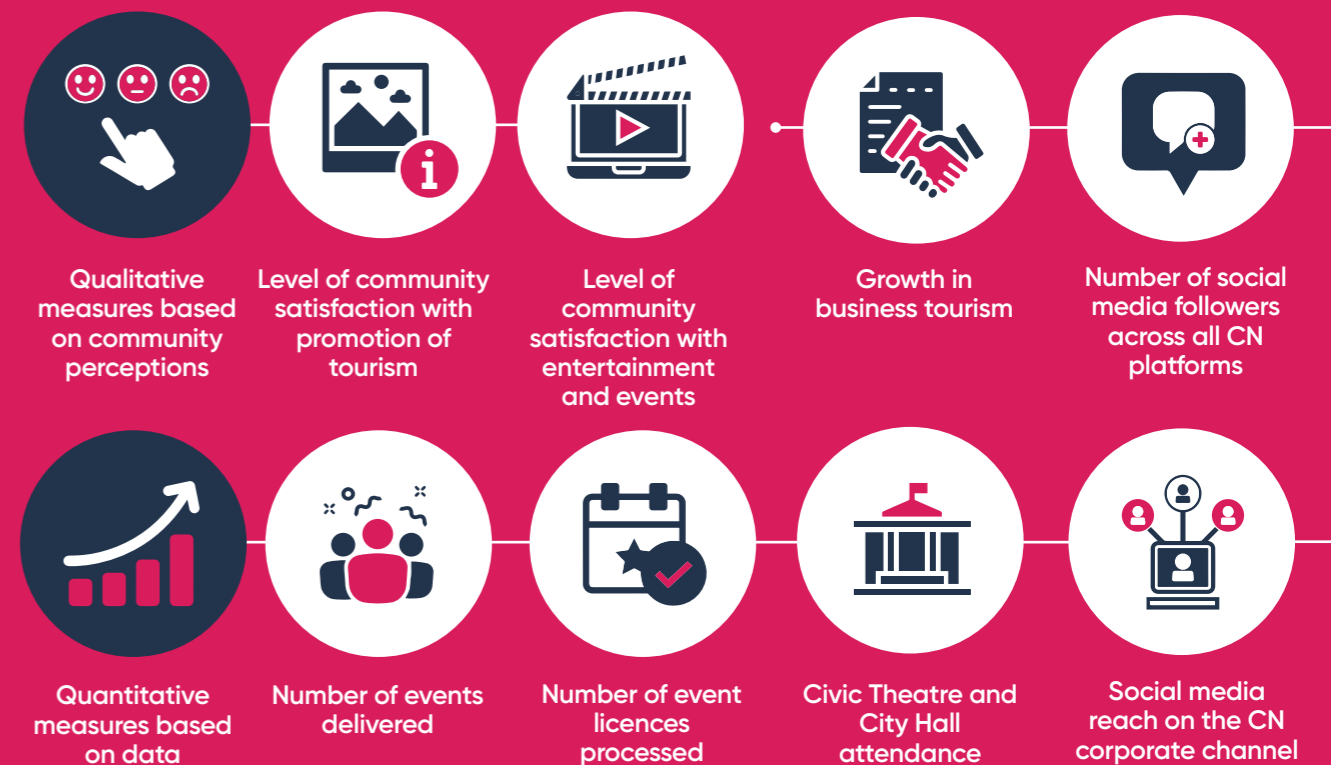 Qualitative
measures based
on community
perceptions
Level of community
satisfaction with
promotion of
tourism
Level of
community
satisfaction with
entertainment
and events
Growth in
business tourism
Number of social
media followers
across all CN
platforms
Quantitative
measures based
on data
Number of events
delivered
Number of event
licences
processed
Civic Theatre and
City Hall
attendance
Social media
reach on the CN
corporate channel